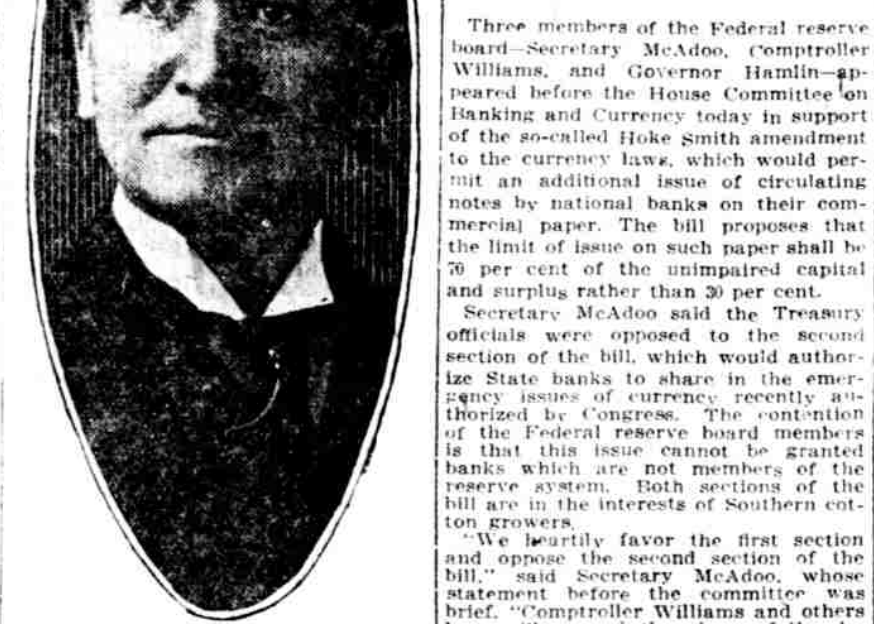 Three members of the Federal reserve
board—Secretary McAdoo, Comptroller
Williams, and Governor Hamlin—ap-
peared before the House Committee on
Banking and Currency today in support
of the so-called Hoke Smith amendment
to the currency laws, which would per-
mit an additional issue of circulating
notes by national banks on their com-
mercial paper. The bill proposes that
the limit of issue on such paper shall be
70 per cent of the unimpaired capital
and surplus rather than 30 per cent.
Secretary McAdoo said the Treasury
officials were opposed to the second
section of the bill, which would author-
ize State banks to share in the emer-
gency issues of currency recently au-
thorized by Congress. The contention
of the Federal reserve board members
is that this issue cannot be granted
banks which are not members of the
reserve system. Both sections of the
bill are in the interests of Southern cot-
ton growers.
"We heartily favor the first section
and oppose the second section of the
bill," said Secretary McAdoo, whose
statement before the committee was
brief. "Comptroller Williams and others